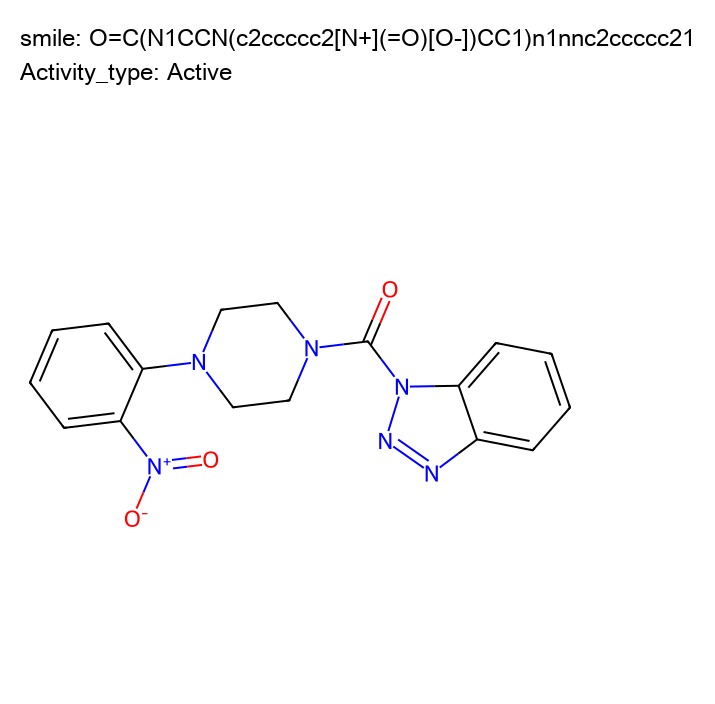 smile: O=C(N1CCN(c2ccccc2[N+](=O)[O-])CC1)n1nnc2ccccc21
Activity_type: Active
O
N
N
N
N
N
N+
O
O-